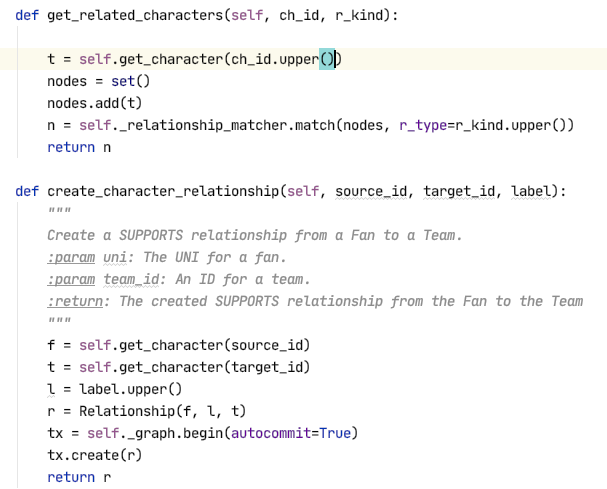 def get_related_characters(self, ch_id, r_kind):
    t = self.get_character(ch_id.upper())
    nodes = set()
    nodes.add(t)
    n = self._relationship_matcher.match(nodes, r_type=r_kind.upper())
    return n
def create_character_relationship(self, source_id, target_id, label):
    """
    Create a SUPPORTS relationship from a Fan to a Team.
    :param uni: The UNI for a fan.
    :param team_id: An ID for a team.
    :return: The created SUPPORTS relationship from the Fan to the Team
    """
    f = self.get_character(source_id)
    t = self.get_character(target_id)
    l = label.upper()
    r = Relationship(f, l, t)
    tx = self._graph.begin(autocommit=True)
    tx.create(r)
    return r